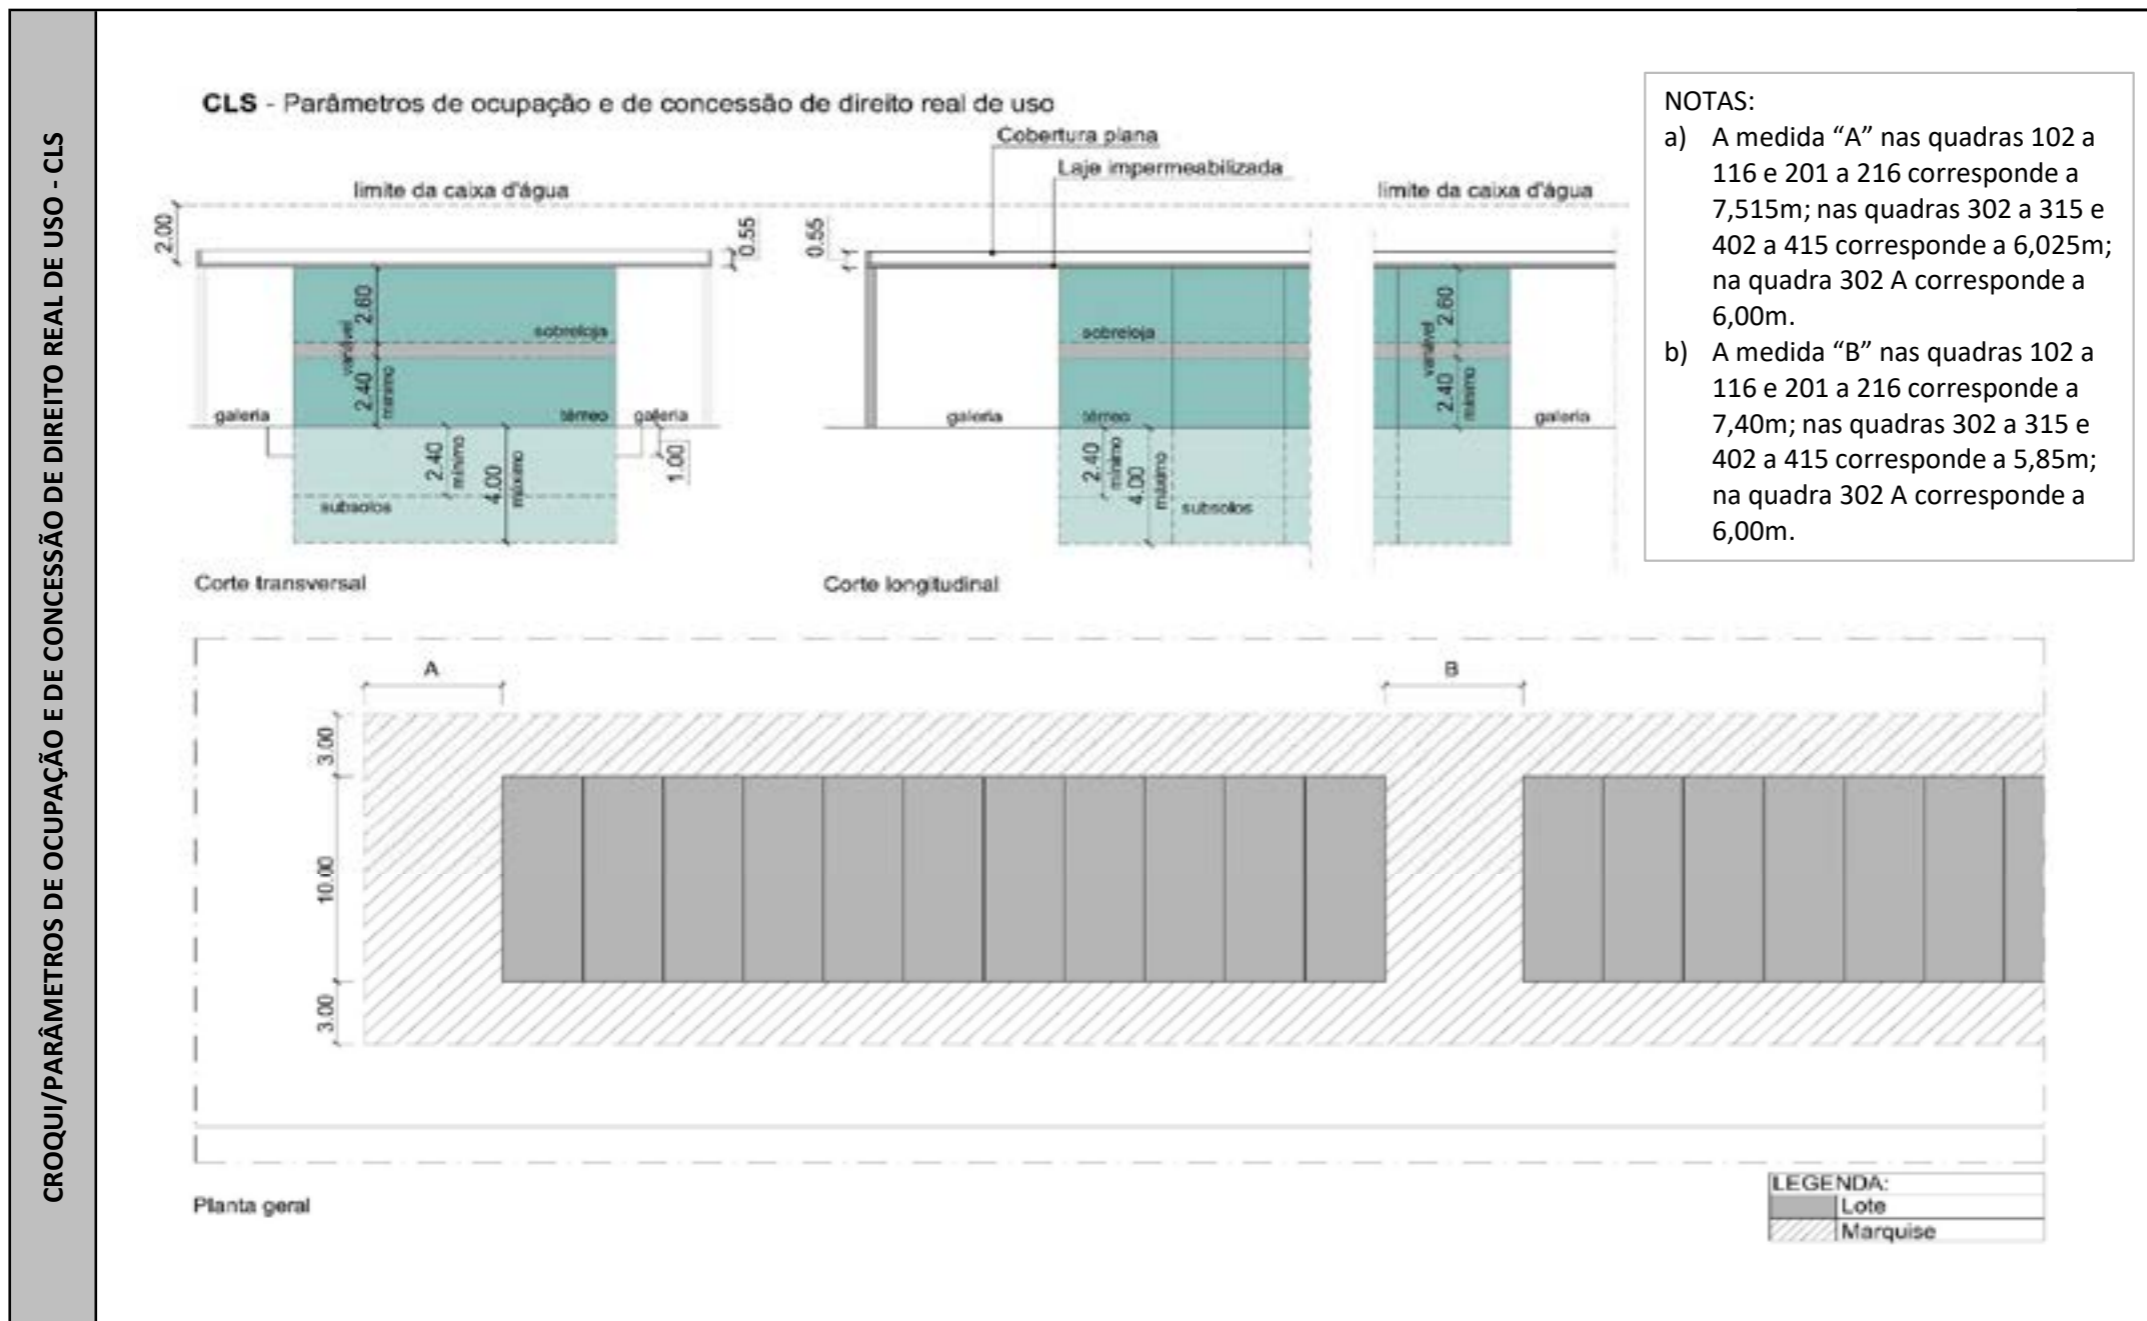 CROQUI/PARÂMETROS DE OCUPAÇÃO E DE CONCESSÃO DE DIREITO REAL DE USO - CLS
CLS - Parâmetros de ocupação e de concessão de direito real de uso
Cobertura plana
Laje impermeabilizada
limite da caixa d'água
limite da caixa d'água
2.00
0.55
0.55
2.60
sobreloja
variável
2.40
mínimo
galeria
térreo
galeria
2.40
mínimo
4.00
máximo
1.00
subsolos
sobreloja
2.60
variável
2.40
mínimo
galeria
térreo
galeria
2.40
mínimo
4.00
máximo
subsolos
Corte transversal
Corte longitudinal
NOTAS:
a) A medida “A” nas quadras 102 a
116 e 201 a 216 corresponde a
7,515m; nas quadras 302 a 315 e
402 a 415 corresponde a 6,025m;
na quadra 302 A corresponde a
6,00m.
b) A medida “B” nas quadras 102 a
116 e 201 a 216 corresponde a
7,40m; nas quadras 302 a 315 e
402 a 415 corresponde a 5,85m;
na quadra 302 A corresponde a
6,00m.
A
B
3.00
10.00
3.00
Planta geral
LEGENDA:
Lote
Marquise